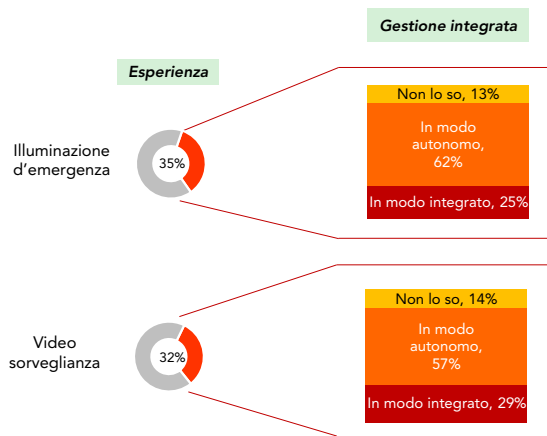 Gestione integrata
Esperienza
Illuminazione
d'emergenza
35%
Non lo so, 13%
In modo
autonomo,
62%
In modo integrato, 25%
Video
sorveglianza
32%
Non lo so, 14%
In modo
autonomo,
57%
In modo integrato, 29%